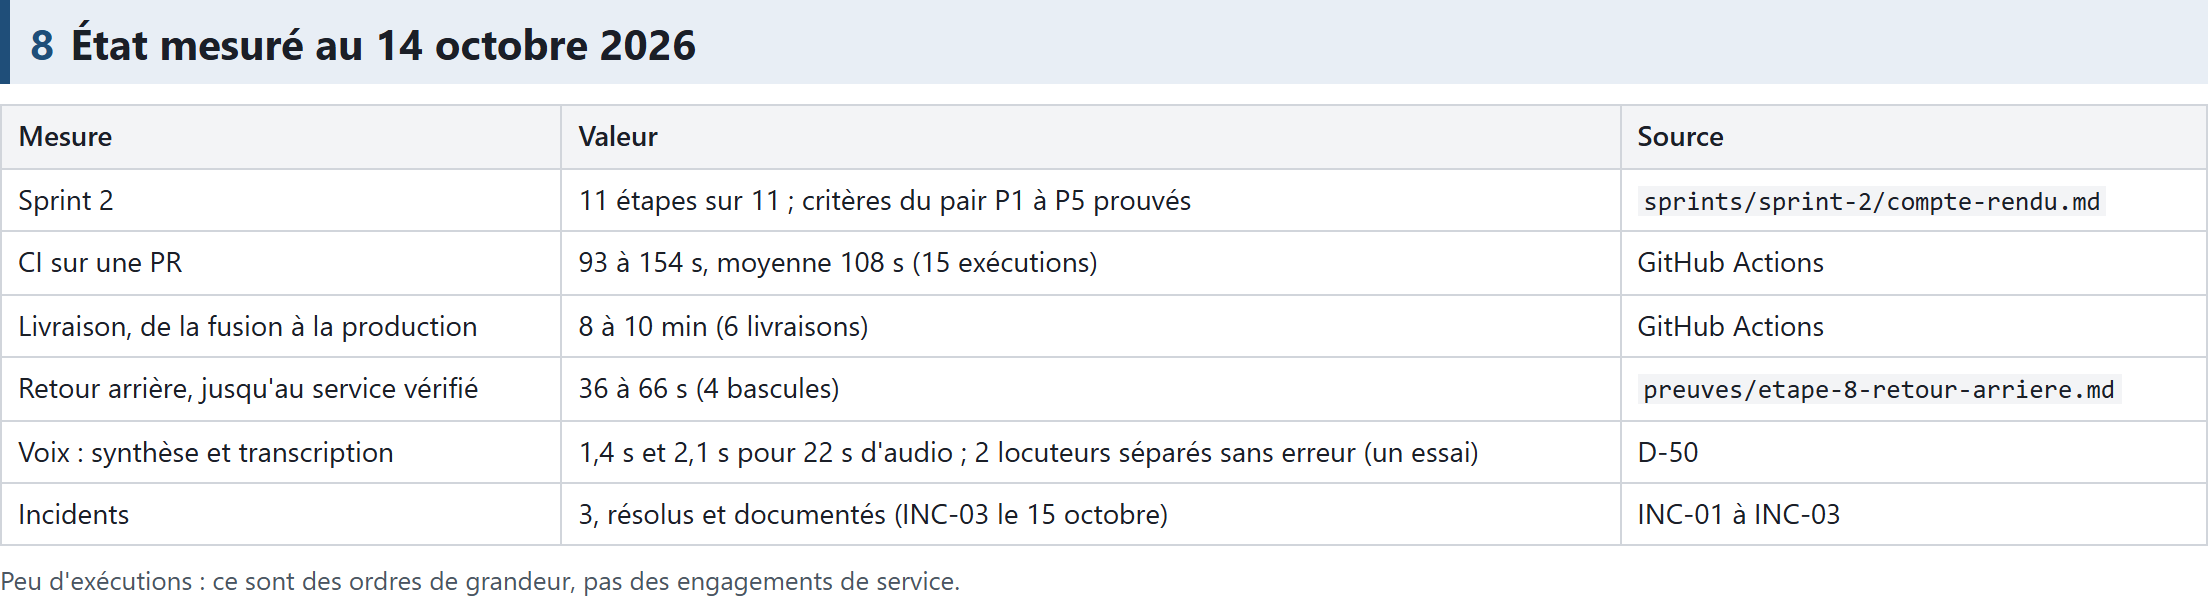 8 État mesuré au 14 octobre 2026
Mesure Valeur Source
Sprint 2 11 étapes sur 11 ; critères du pair P1 à P5 prouvés sprints/sprint-2/compte-rendu.md
CI sur une PR 93 à 154 s, moyenne 108 s (15 exécutions) GitHub Actions
Livraison, de la fusion à la production 8 à 10 min (6 livraisons) GitHub Actions
Retour arrière, jusqu'au service vérifié 36 à 66 s (4 bascules) preuves/etape-8-retour-arriere.md
Voix : synthèse et transcription 1,4 s et 2,1 s pour 22 s d'audio ; 2 locuteurs séparés sans erreur (un essai) D-50
Incidents 3, résolus et documentés (INC-03 le 15 octobre) INC-01 à INC-03
Peu d'exécutions : ce sont des ordres de grandeur, pas des engagements de service.